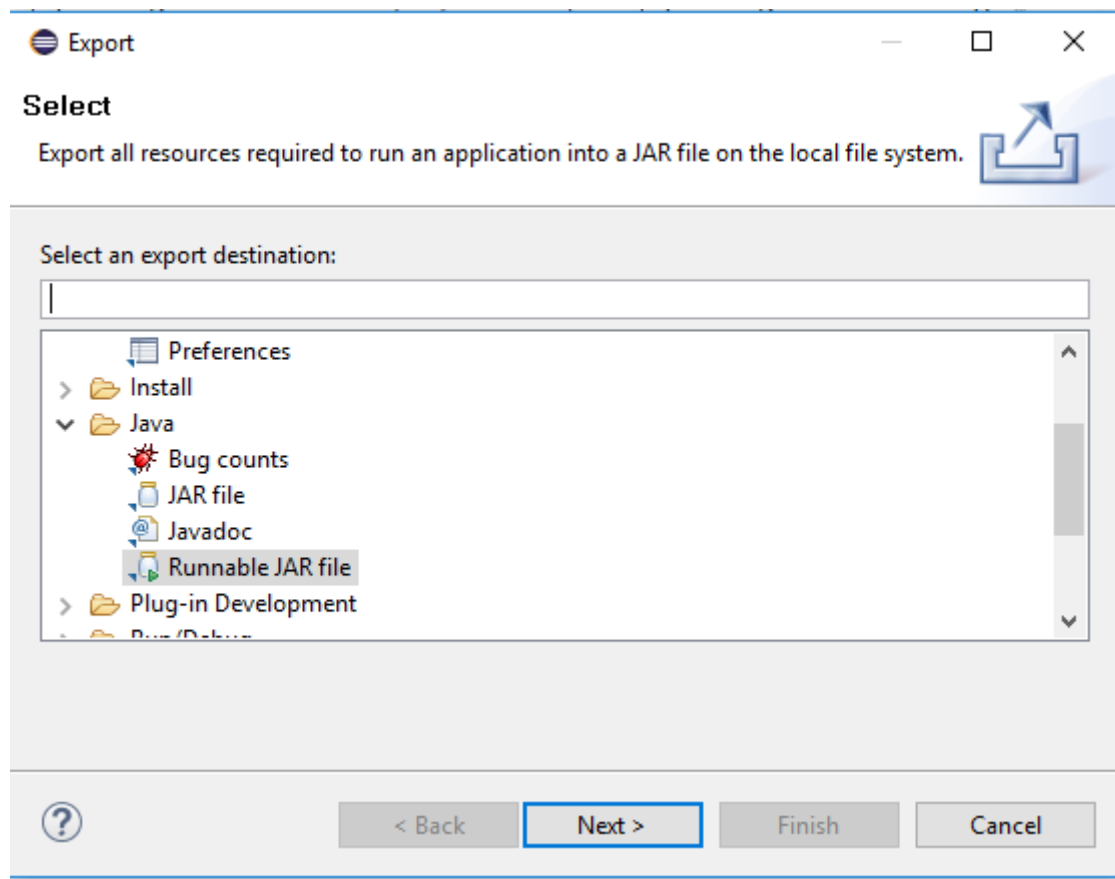 Export
Select
Export all resources required to run an application into a JAR file on the local file system.
Select an export destination:
Preferences
Install
Java
Bug counts
JAR file
Javadoc
Runnable JAR file
Plug-in Development
Run/Debug
< Back Next > Finish Cancel